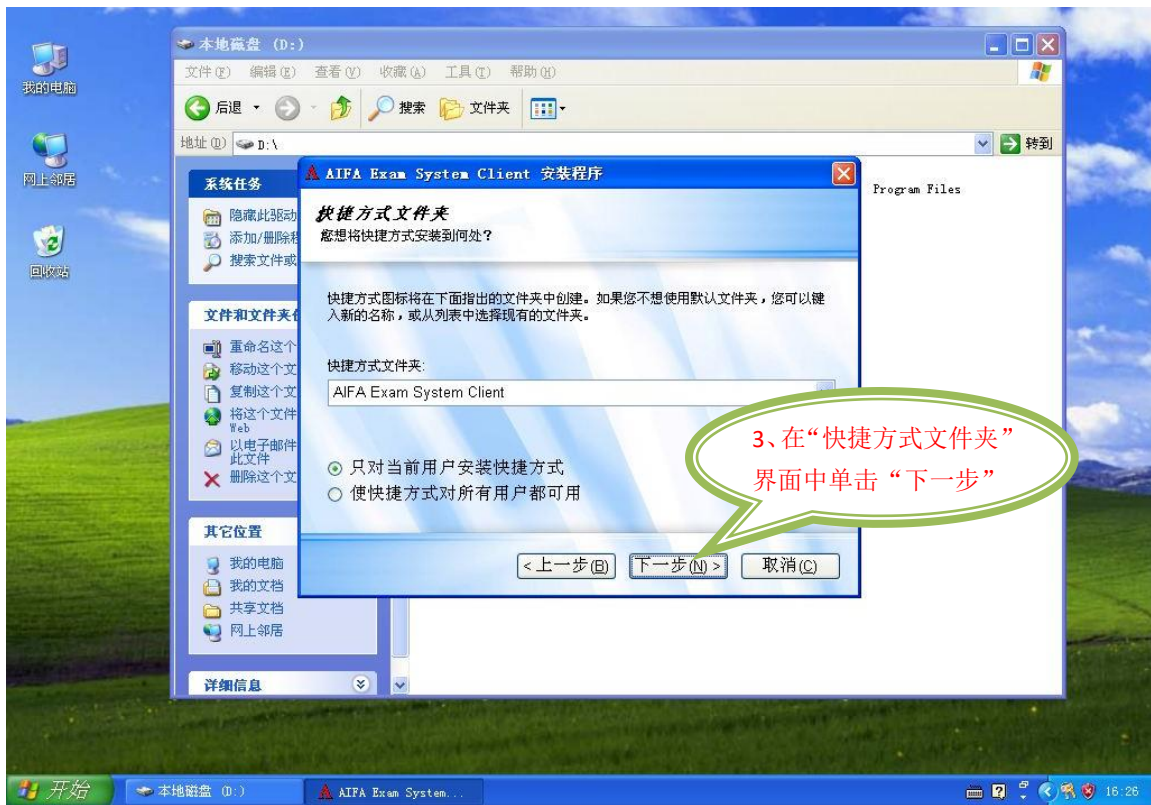 我的电脑
网上邻居
回收站
本地磁盘 (D:)
文件(F) 编辑(E) 查看(V) 收藏(A) 工具(T) 帮助(H)
后退 搜索 文件夹
地址(D) D:\ 转到
系统任务
隐藏此驱动
添加/删除程
搜索文件或
文件和文件夹任
重命名这个
移动这个文
复制这个文
将这个文件
Web
以电子邮件
此文件
删除这个文
其它位置
我的电脑
我的文档
共享文档
网上邻居
详细信息
Program Files
AIFA Exam System Client 安装程序
快捷方式文件夹
您想将快捷方式安装到何处?
快捷方式图标将在下面指出的文件夹中创建。如果您不想使用默认文件夹，您可以键
入新的名称，或从列表中选择现有的文件夹。
快捷方式文件夹:
AIFA Exam System Client
只对当前用户安装快捷方式
使快捷方式对所有用户都可用
<上一步(B) 下一步(N)> 取消(C)
3、在“快捷方式文件夹”
界面中单击“下一步”
开始 本地磁盘 (D:) AIFA Exam System... 16:26